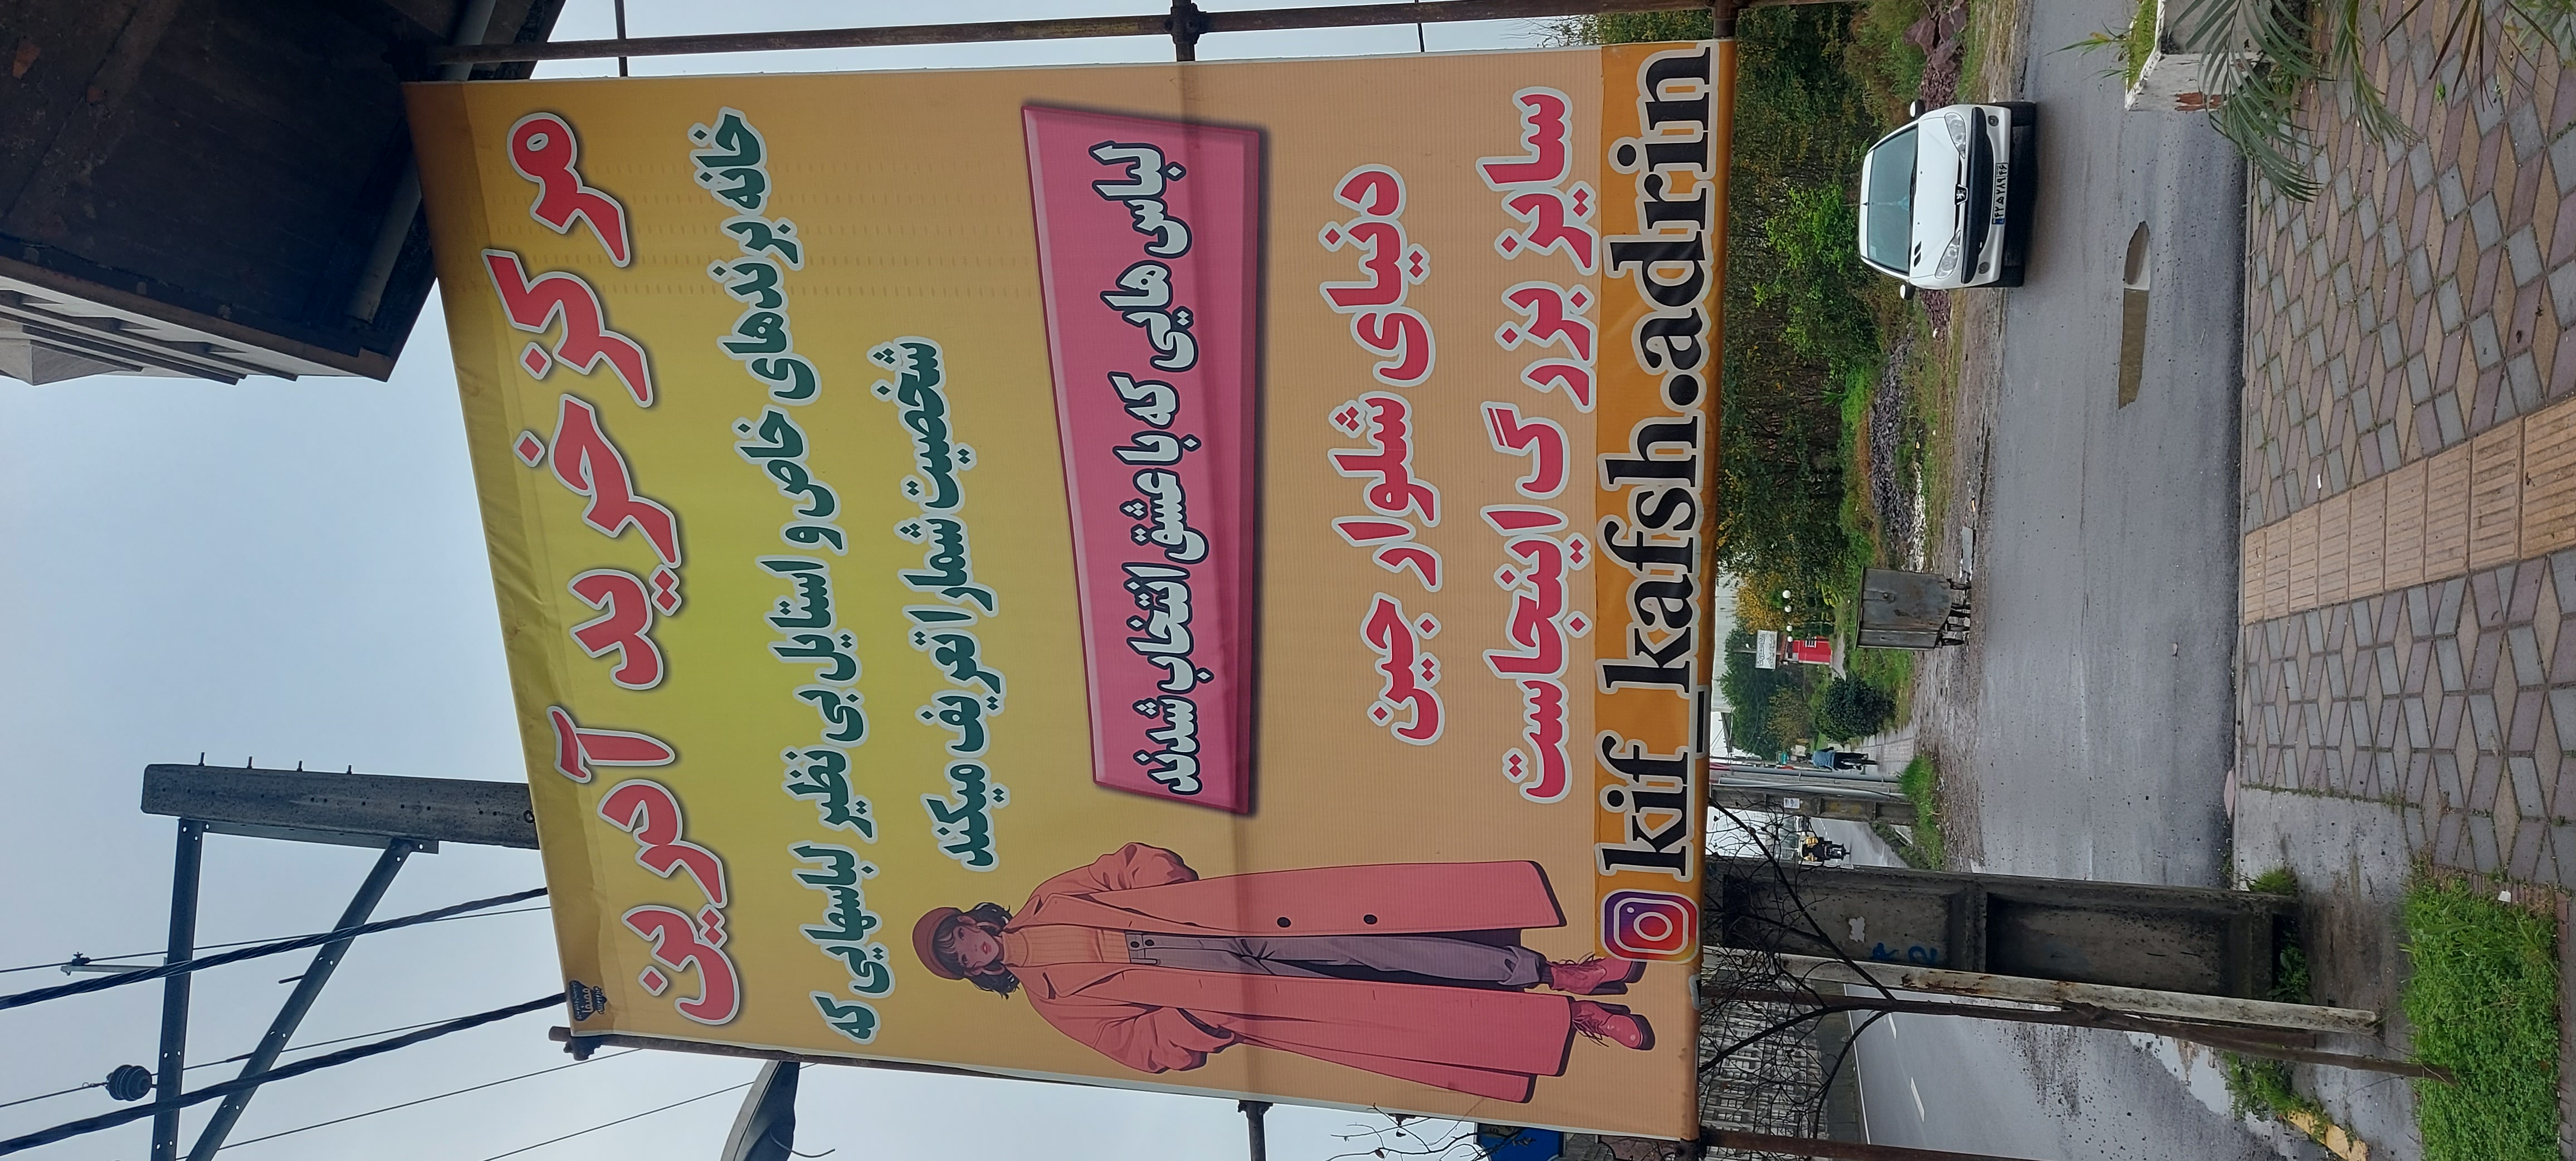 مرکز خرید آدرین
خانه برندهای خاص و استایل بی نظیر لباسهایی که
شخصیت شما را تعریف میکند
لباس هایی که با عشق انتخاب شدند
دنیای شلوار جین
سایز بزرگ اینجاست
kif_kafsh.adrin